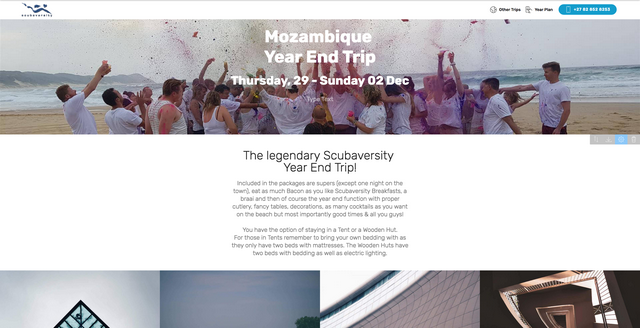 scubaversity
Other Trips
Year Plan
+27 82 863 8353
Mozambique
Year End Trip
Thursday, 29 - Sunday 02 Dec
Type Text
The legendary Scubaversity
Year End Trip!
Included in the packages are supers (except one night on the
town), eat as much Bacon as you like Scubaversity Breakfasts, a
braai and then of course the year end function with proper
cutlery, fancy tables, decorations, as many cocktails as you want
on the beach but most importantly good times & all you guys!
You have the option of staying in a Tent or a Wooden Hut.
For those in Tents remember to bring your own bedding with as
they only have two beds with mattresses. The Wooden Huts have
two beds with bedding as well as electric lighting.